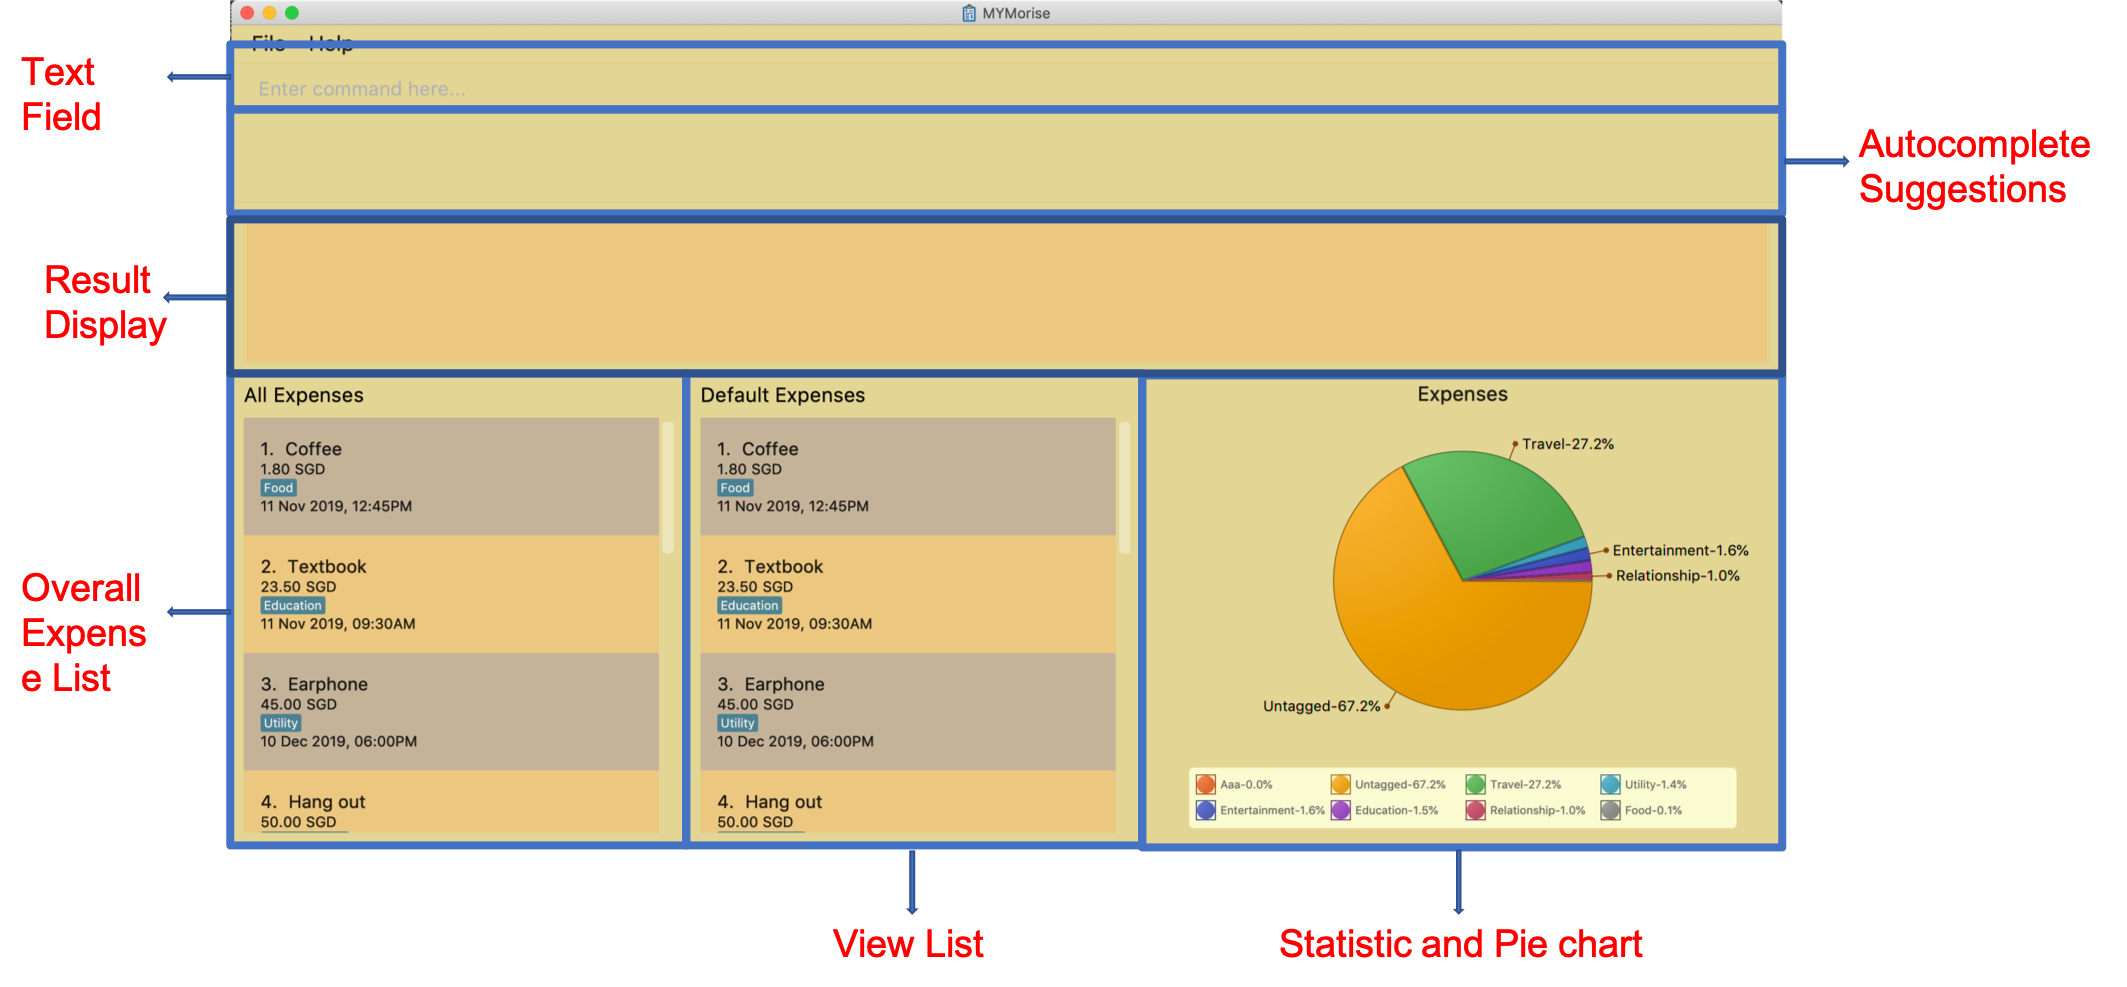 MYMorise
File Help
Text
Field
Enter command here...
Autocomplete
Suggestions
Result
Display
Overall
Expens
e List
All Expenses
1. Coffee
1.80 SGD
Food
11 Nov 2019, 12:45PM
2. Textbook
23.50 SGD
Education
11 Nov 2019, 09:30AM
3. Earphone
45.00 SGD
Utility
10 Dec 2019, 06:00PM
4. Hang out
50.00 SGD
Default Expenses
1. Coffee
1.80 SGD
Food
11 Nov 2019, 12:45PM
2. Textbook
23.50 SGD
Education
11 Nov 2019, 09:30AM
3. Earphone
45.00 SGD
Utility
10 Dec 2019, 06:00PM
4. Hang out
50.00 SGD
Expenses
Travel-27.2%
Entertainment-1.6%
Relationship-1.0%
Untagged-67.2%
Aaa-0.0% Untagged-67.2% Travel-27.2% Utility-1.4%
Entertainment-1.6% Education-1.5% Relationship-1.0% Food-0.1%
View List
Statistic and Pie chart